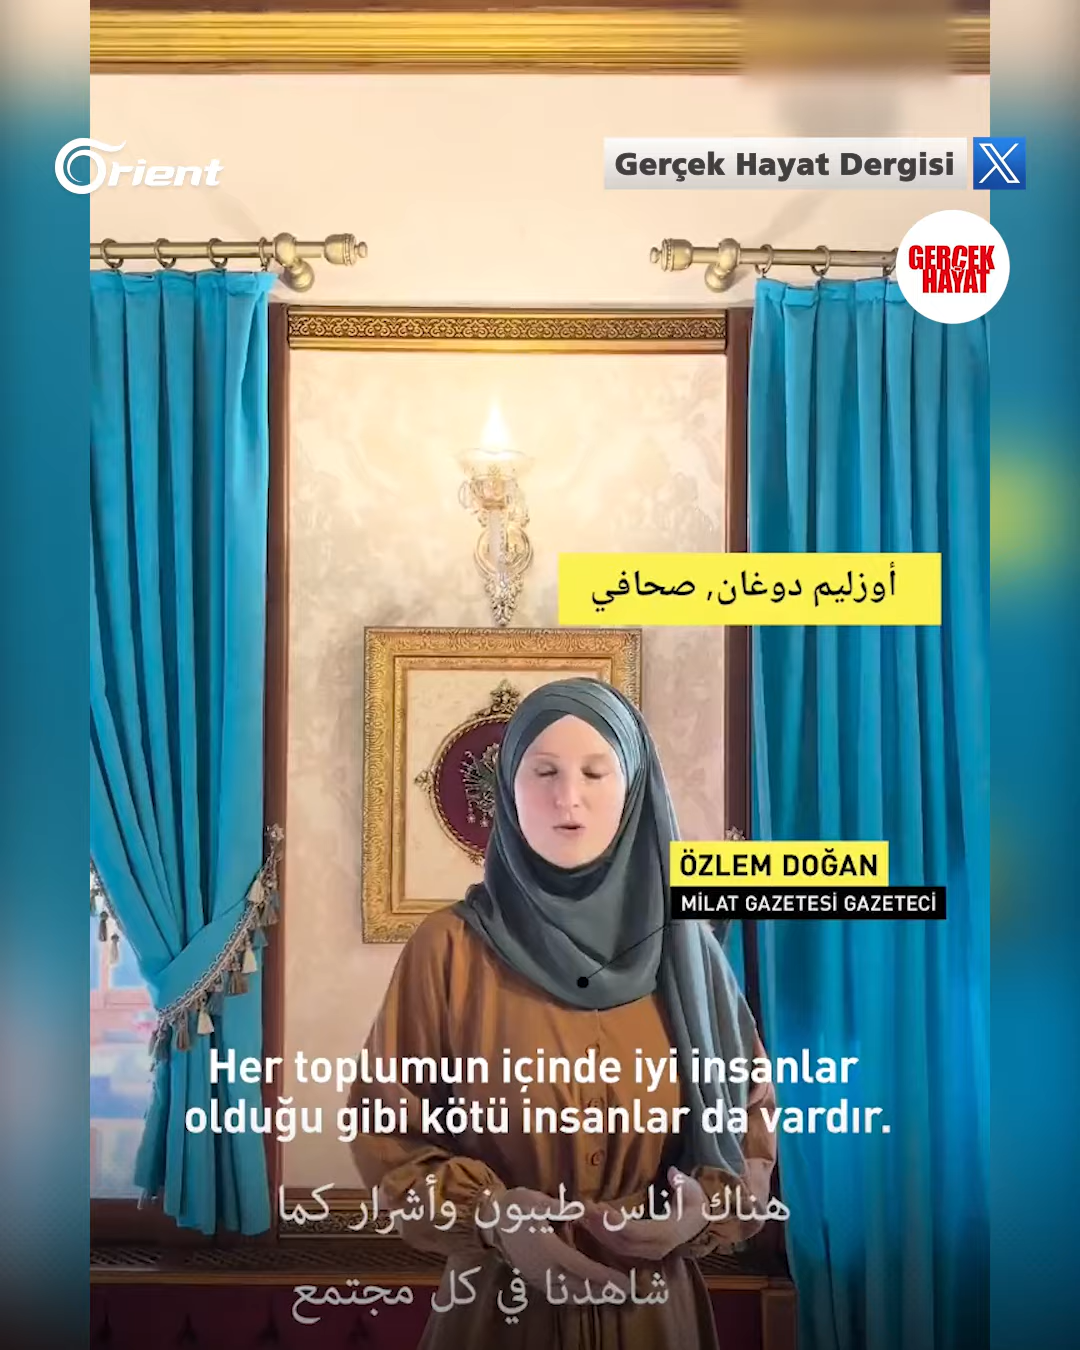 Orient
Gerçek Hayat Dergisi
GERÇEK
HAYAT
أوزليم دوغان, صحافي
ÖZLEM DOĞAN
MİLAT GAZETESİ GAZETECİ
Her toplumun içinde iyi insanlar
olduğu gibi kötü insanlar da vardır.
هناك أناس طيبون وأشرار كما
شاهدنا في كل مجتمع